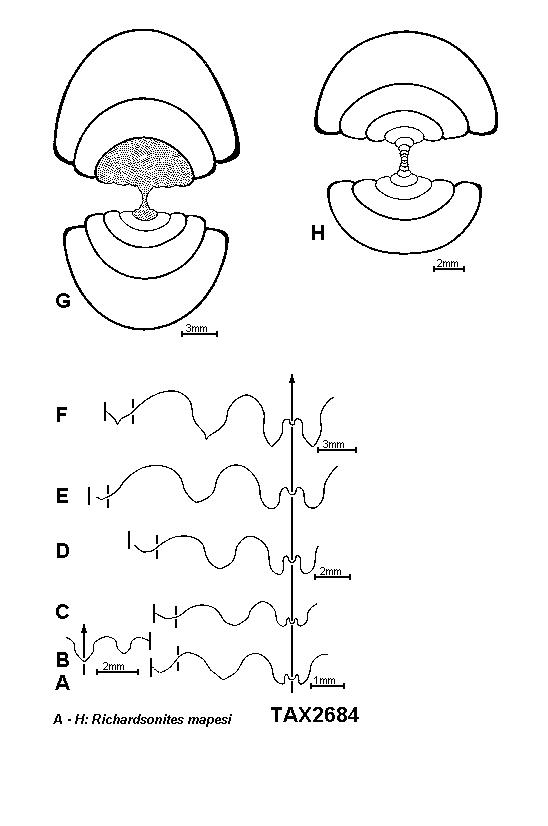 H
2mm
G
3mm
F
3mm
E
D
2mm
C
B
2mm
A
1mm
A - H: Richardsonites mapesi
TAX2684